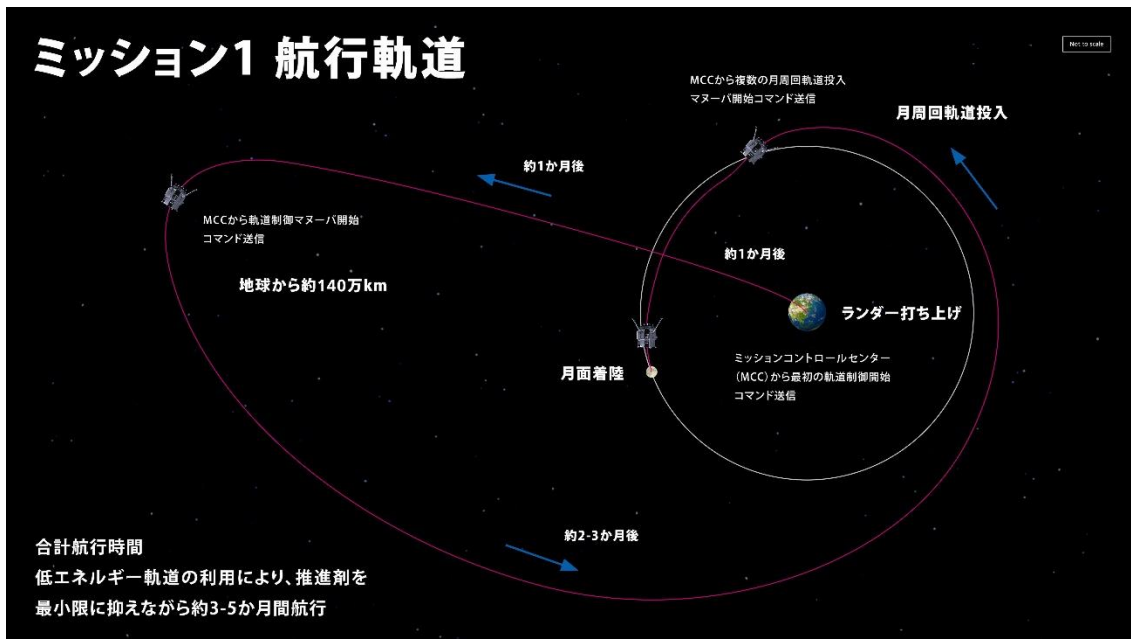 ミッション1 航行軌道
Not to scale
MCCから複数の月周回軌道投入
マヌーバ開始コマンド送信
月周回軌道投入
約1か月後
MCCから軌道制御マヌーバ開始
コマンド送信
約1か月後
地球から約140万km
ランダー打ち上げ
ミッションコントロールセンター
(MCC)から最初の軌道制御開始
コマンド送信
月面着陸
約2-3か月後
合計航行時間
低エネルギー軌道の利用により、推進剤を
最小限に抑えながら約3-5か月間航行